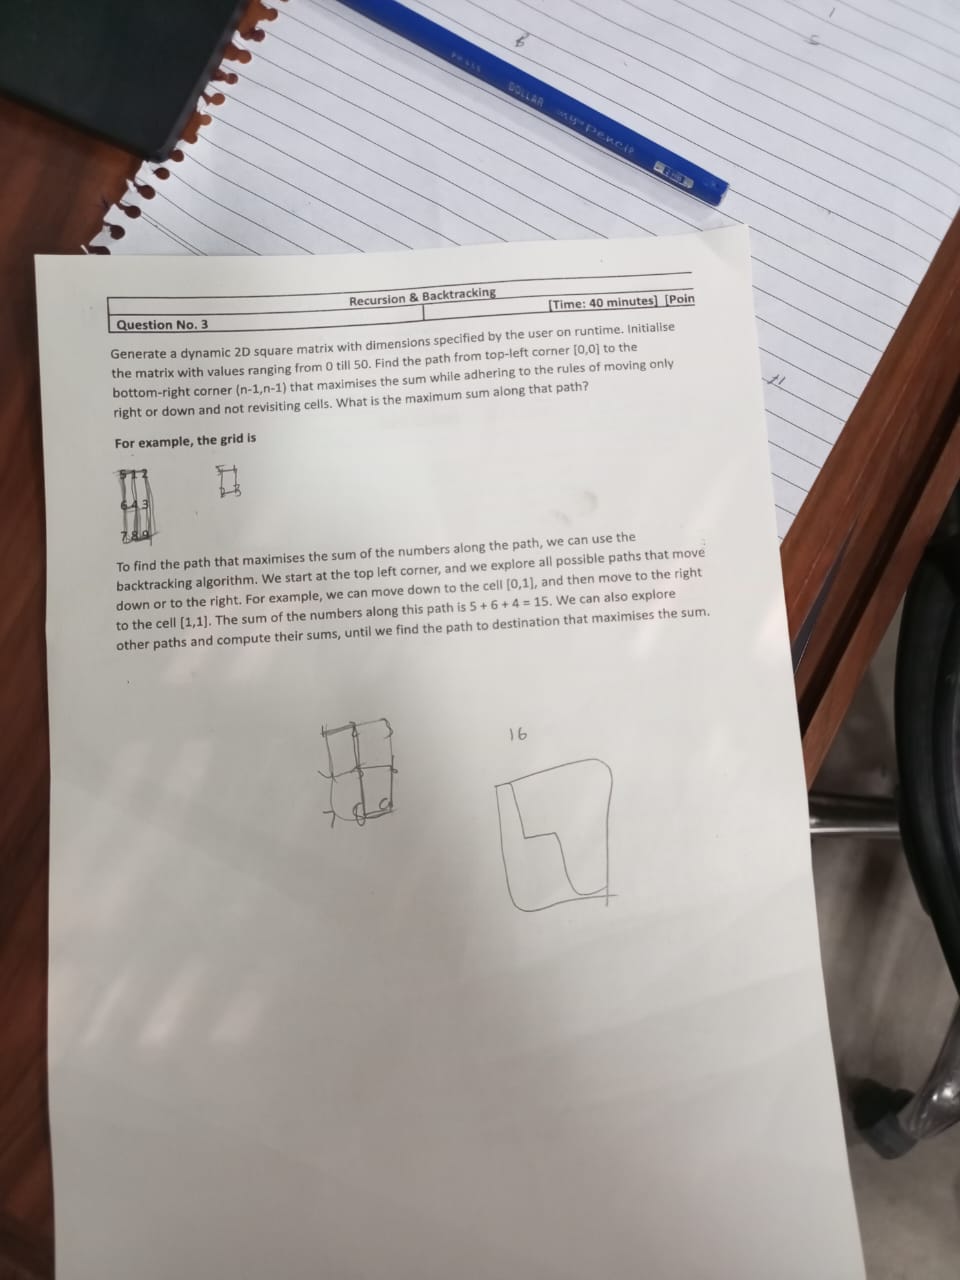 DOLLAR my-Pencil
Recursion & Backtracking
Question No. 3
[Time: 40 minutes] [Poin
Generate a dynamic 2D square matrix with dimensions specified by the user on runtime. Initialise
the matrix with values ranging from 0 till 50. Find the path from top-left corner [0,0] to the
bottom-right corner (n-1,n-1) that maximises the sum while adhering to the rules of moving only
right or down and not revisiting cells. What is the maximum sum along that path?
For example, the grid is
5 1 2
6 4 3
7 8 9
To find the path that maximises the sum of the numbers along the path, we can use the
backtracking algorithm. We start at the top left corner, and we explore all possible paths that move
down or to the right. For example, we can move down to the cell [0,1], and then move to the right
to the cell [1,1]. The sum of the numbers along this path is 5 + 6 + 4 = 15. We can also explore
other paths and compute their sums, until we find the path to destination that maximises the sum.
16